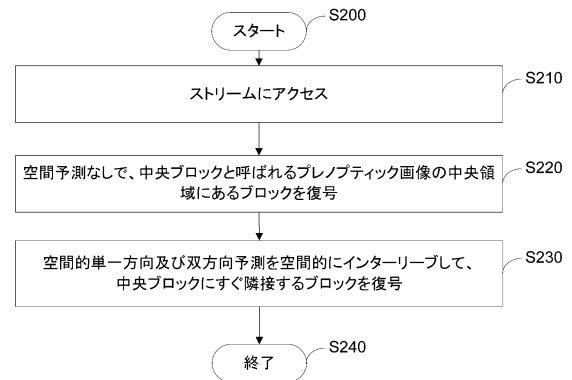 スタート
S200
ストリームにアクセス
S210
空間予測なしで、中央ブロックと呼ばれるプレノプティック画像の中央領
域にあるブロックを復号
S220
空間的単一方向及び双方向予測を空間的にインターリーブして、
中央ブロックにすぐ隣接するブロックを復号
S230
終了
S240